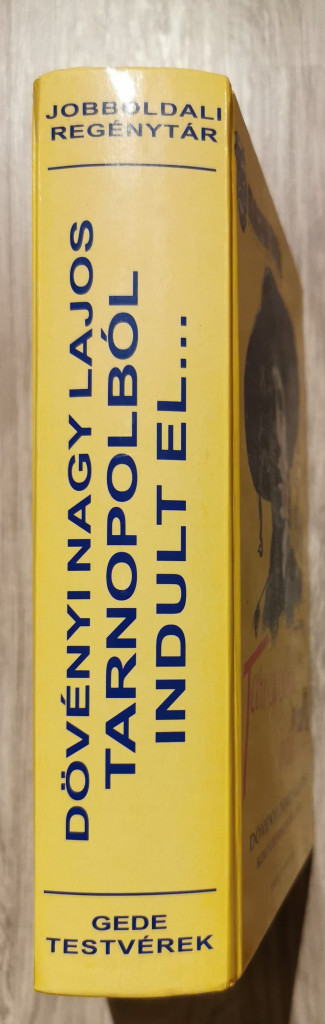 JOBBOLDALI
REGÉNYTÁR
DÖVÉNYI NAGY LAJOS
TARNOPOLBÓL
INDULT EL...
GEDE
TESTVÉREK